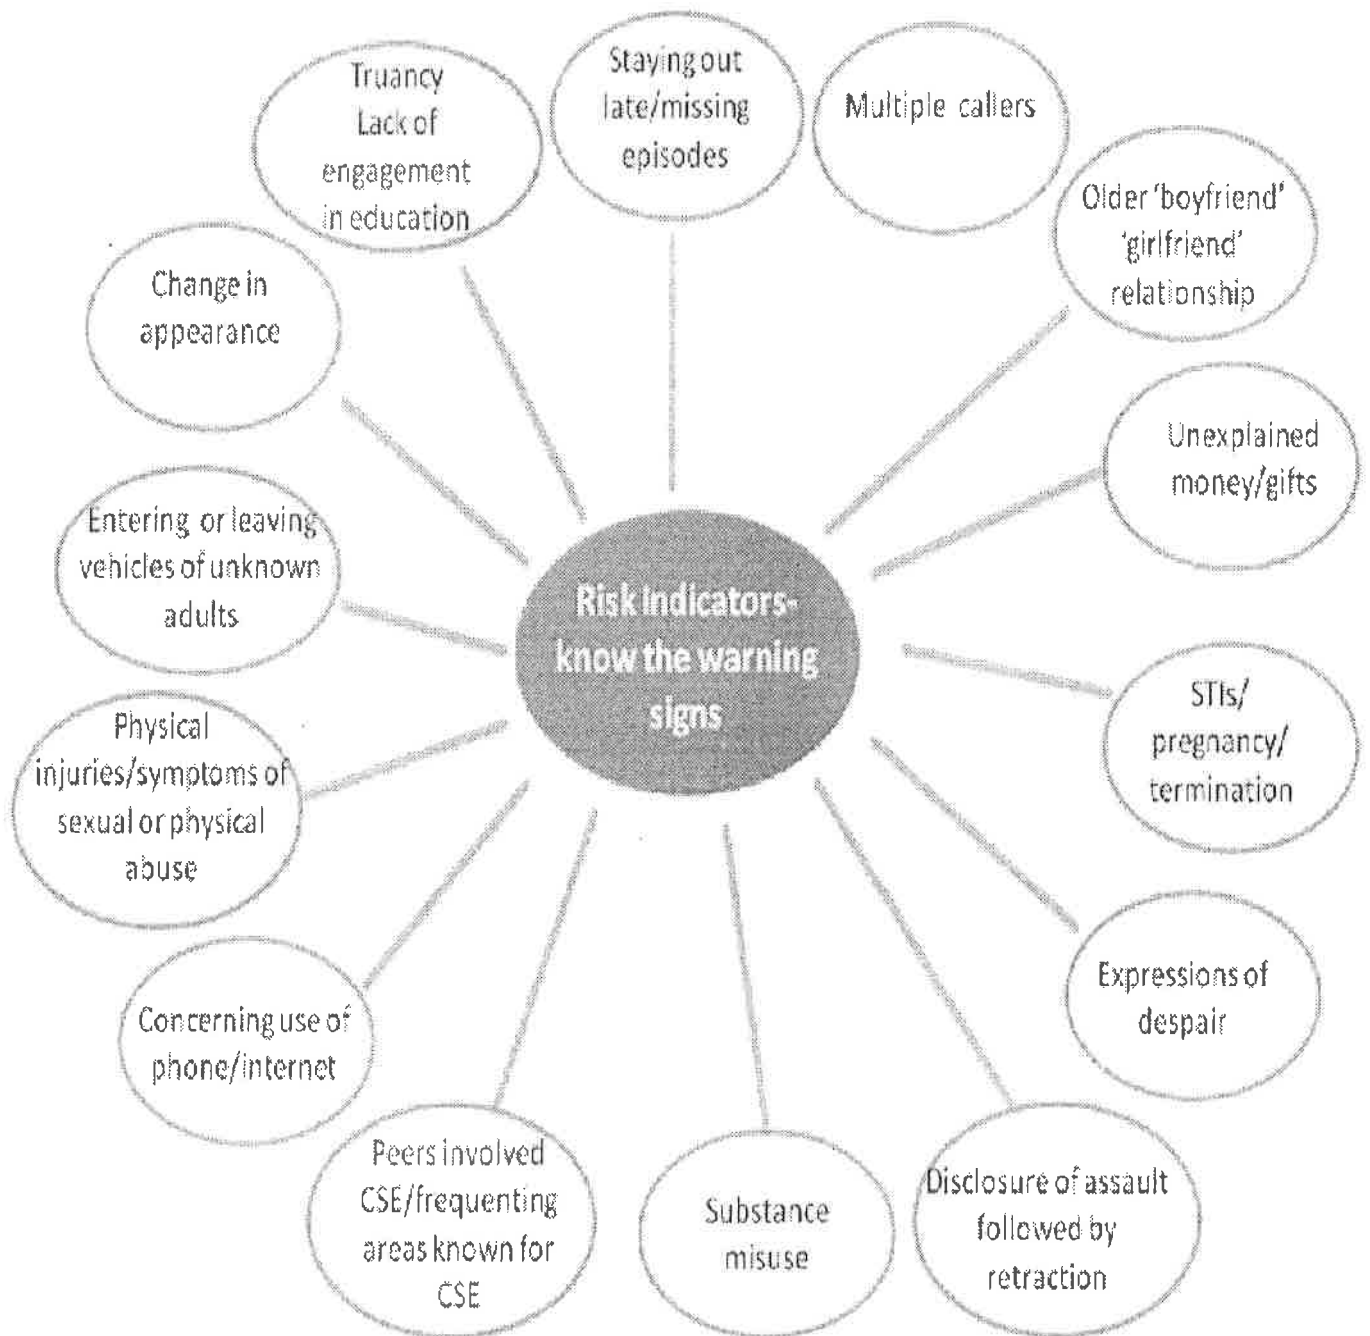 Staying out
late/missing
episodes
Multiple callers
Older 'boyfriend'
'girlfriend'
relationship
Unexplained
money/gifts
STIs/
pregnancy/
termination
Expressions of
despair
Disclosure of assault
followed by
retraction
Substance
misuse
Peers involved
CSE/frequenting
areas known for
CSE
Concerning use of
phone/internet
Physical
injuries/symptoms of
sexual or physical
abuse
Entering or leaving
vehicles of unknown
adults
Change in
appearance
Truancy
Lack of
engagement
in education
Risk Indicators-
know the warning
signs